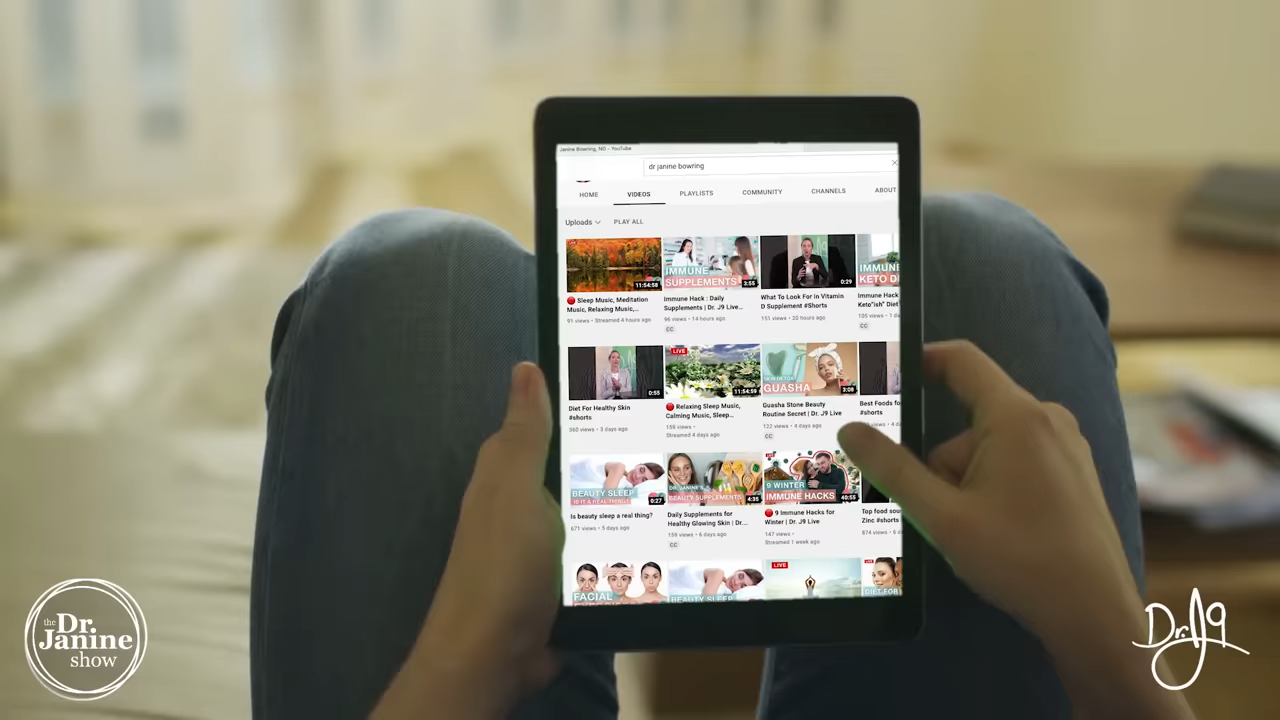 Janine Bowring, ND - YouTube
dr janine bowring
HOME VIDEOS PLAYLISTS COMMUNITY CHANNELS ABOUT
Uploads PLAY ALL
11:54:58
IMMUNE
SUPPLEMENTS
3:55
0:29
IMMUNE
KETO D
Sleep Music, Meditation
Music, Relaxing Music,...
91 views • Streamed 4 hours ago
Immune Hack : Daily
Supplements | Dr. J9 Live...
96 views • 14 hours ago
CC
What To Look For in Vitamin
D Supplement #Shorts
151 views • 20 hours ago
Immune Hack
Keto"ish" Diet
105 views • 1 d
CC
0:55
LIVE
11:54:59
SKIN DETOX
GUASHA
3:08
Diet For Healthy Skin
#shorts
360 views • 3 days ago
Relaxing Sleep Music,
Calming Music, Sleep...
159 views •
Streamed 4 days ago
Guasha Stone Beauty
Routine Secret | Dr. J9 Live
122 views • 4 days ago
CC
Best Foods fo
#shorts
views • 4 d
BEAUTY SLEEP
IS IT A REAL THING?
0:27
DR. JANINE'S
BEAUTY SUPPLEMENTS
4:35
LIVE
9 WINTER
IMMUNE HACKS
40:55
Is beauty sleep a real thing?
671 views • 5 days ago
Daily Supplements for
Healthy Glowing Skin | Dr....
159 views • 6 days ago
CC
9 Immune Hacks for
Winter | Dr. J9 Live
147 views •
Streamed 1 week ago
Top food sou
Zinc #shorts
874 views • 6 d
FACIAL
BEAUTY SLEEP
LIVE
LIVE
DIET FOR
the
Dr.
Janine
show
Dr. J9